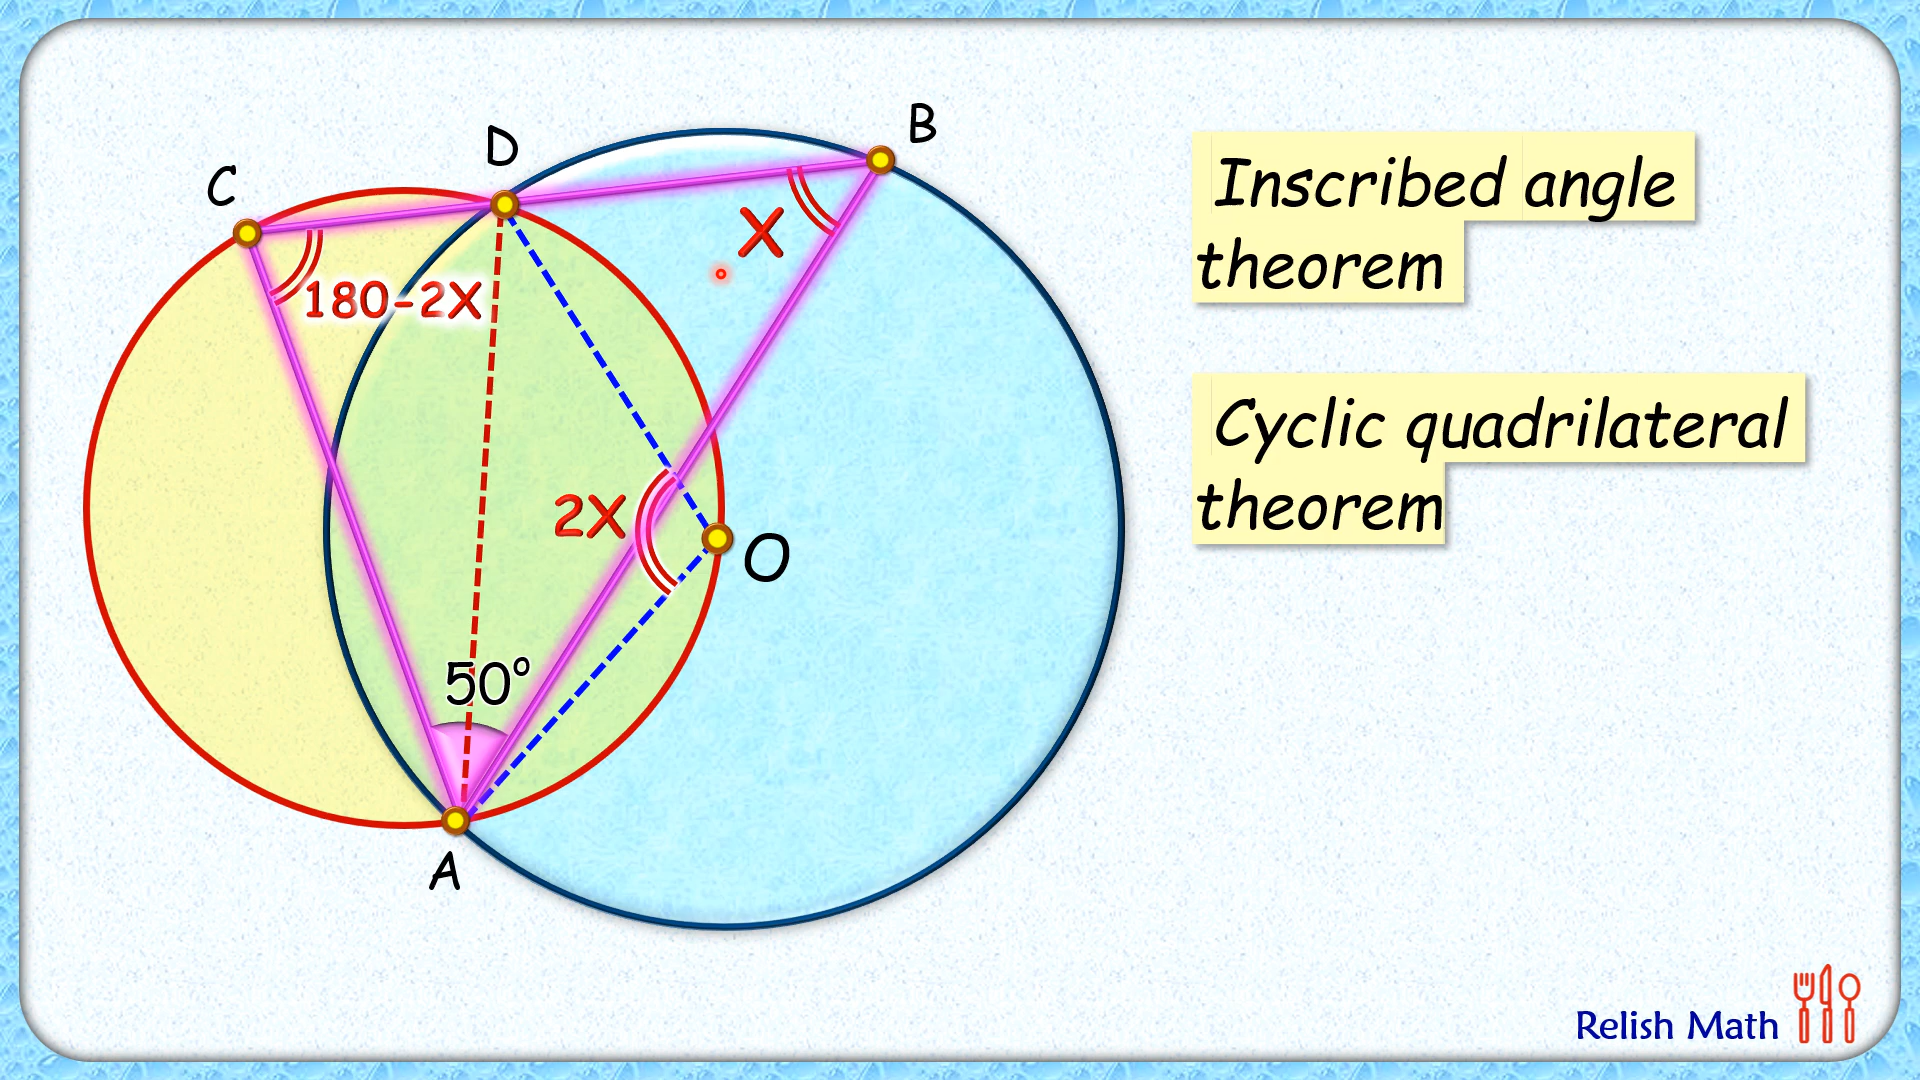 B
D
C
X
180-2X
2X
O
50°
A
Inscribed angle
theorem
Cyclic quadrilateral
theorem
Relish Math